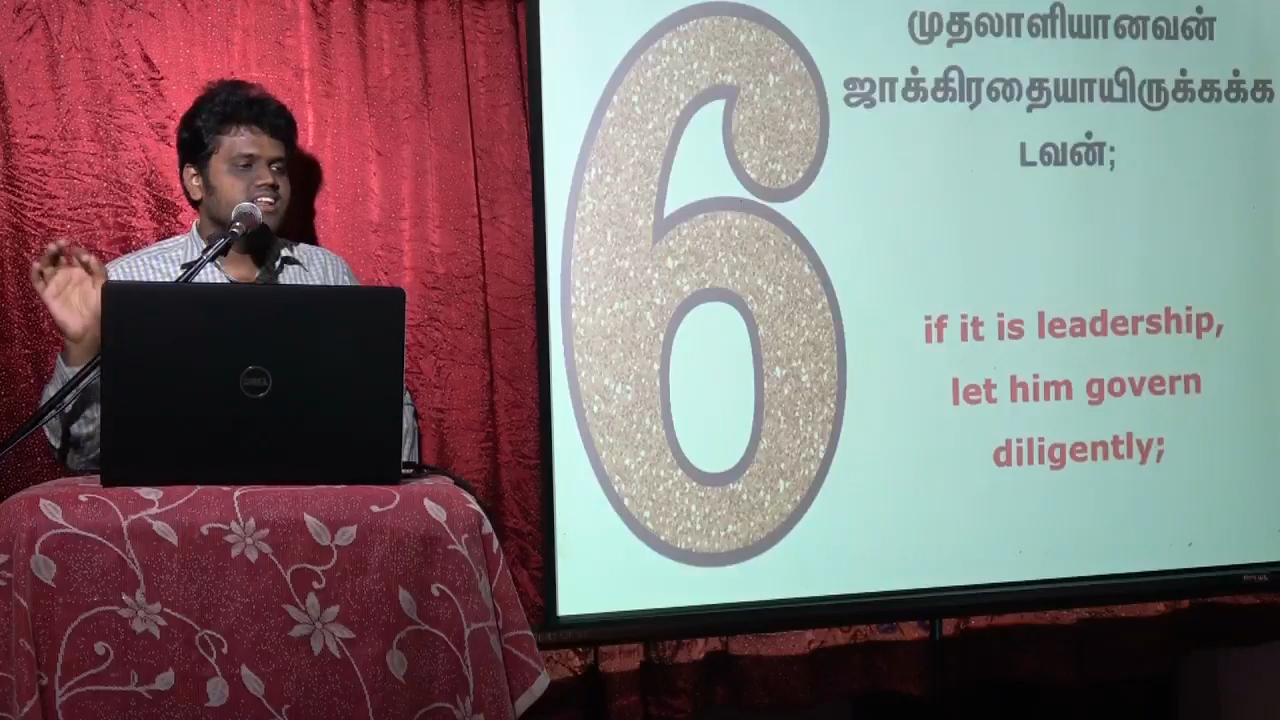 6
முதலாளியானவன்
ஜாக்கிரதையாயிருக்கக்க
டவன்;
if it is leadership,
let him govern
diligently;
DELL